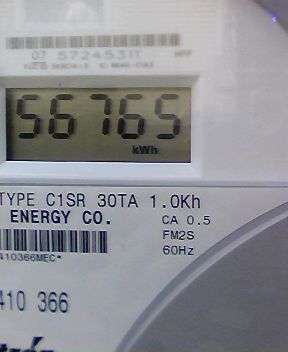 07 57245311
56765
kWh
TYPE C1SR 30TA 1.0Kh
ENERGY CO.
CA 0.5
FM2S
60Hz
410366MEC*
410 366